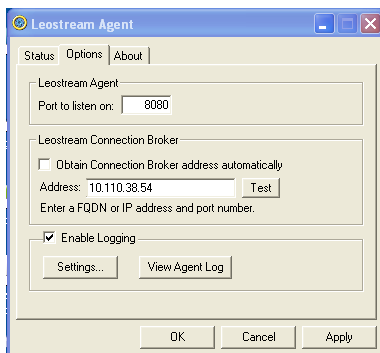 Leostream Agent
Status Options About
Leostream Agent
Port to listen on: 8080
Leostream Connection Broker
Obtain Connection Broker address automatically
Address: 10.110.38.54 Test
Enter a FQDN or IP address and port number.
Enable Logging
Settings... View Agent Log
OK Cancel Apply